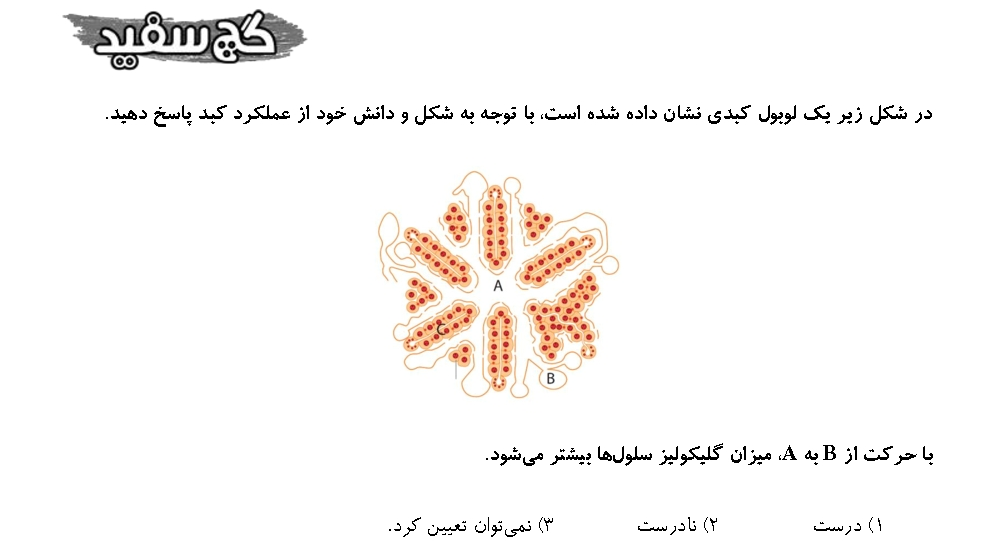 گچ سفید
در شکل زیر یک لوبول کبدی نشان داده شده است، با توجه به شکل و دانش خود از عملکرد کبد پاسخ دهید.
A
C
B
با حرکت از B به A، میزان گلیکولیز سلول‌ها بیشتر می‌شود.
۱) درست ۲) نادرست ۳) نمی‌توان تعیین کرد.